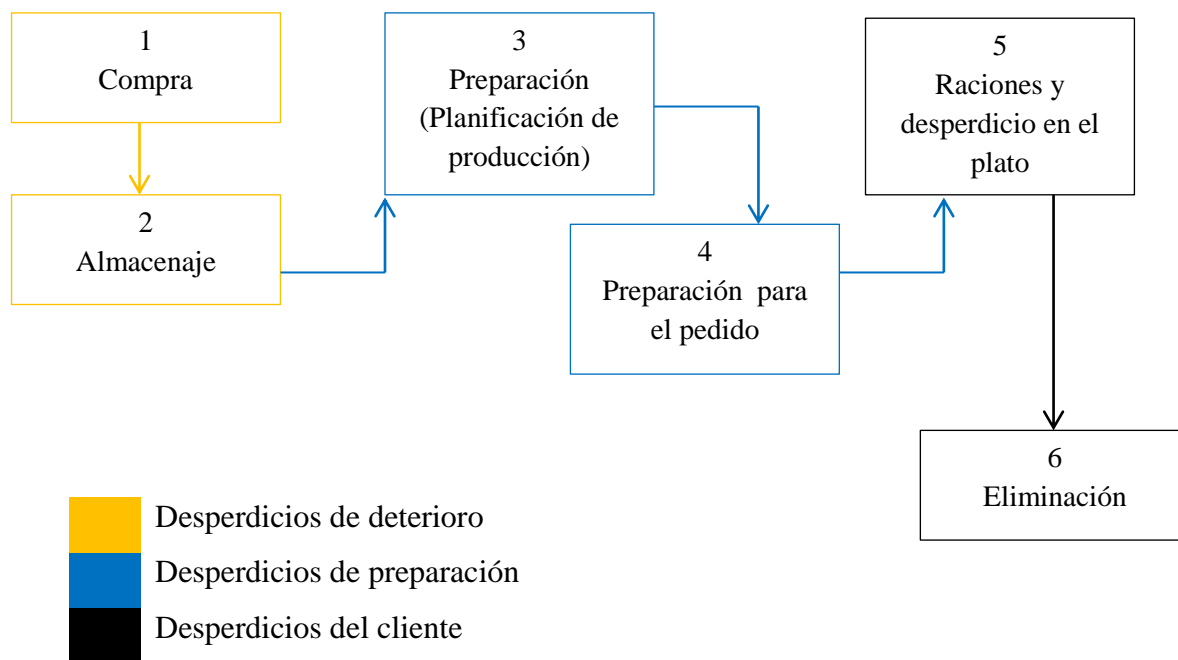 1
Compra
2
Almacenaje
3
Preparación
(Planificación de
producción)
4
Preparación  para
el pedido
5
Raciones y
desperdicio en el
plato
6
Eliminación
Desperdicios de deterioro
Desperdicios de preparación
Desperdicios del cliente